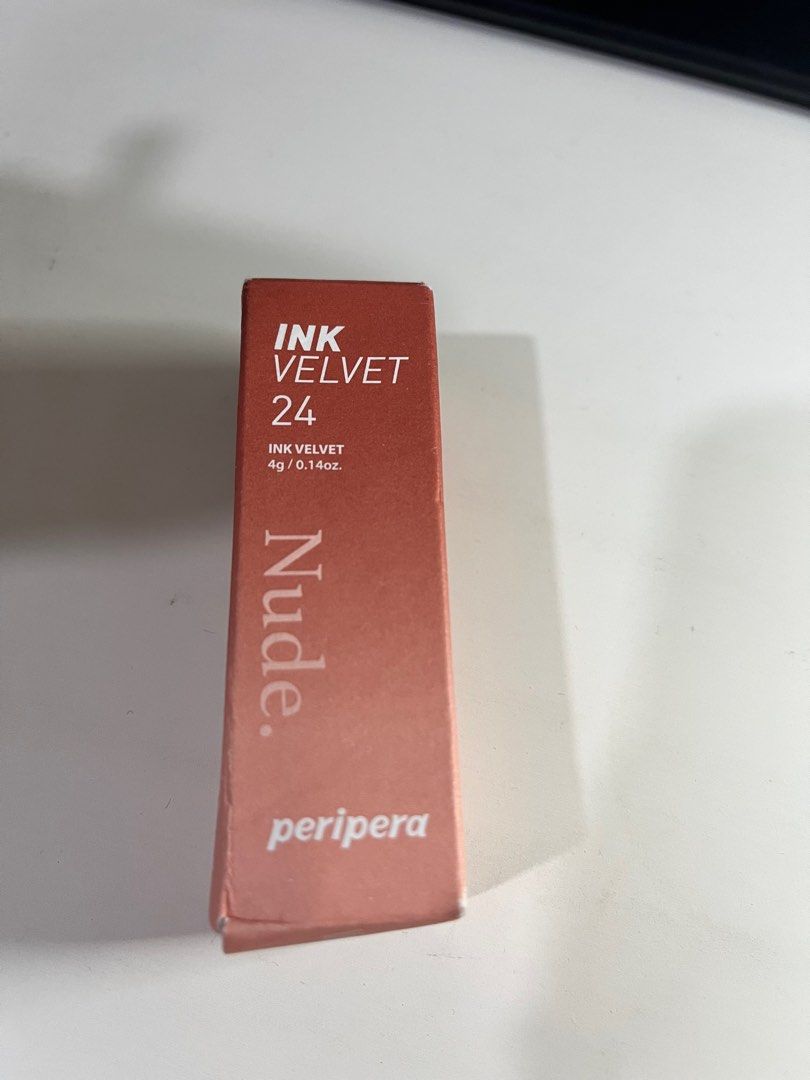 INK
VELVET
24
INK VELVET
4g / 0.14oz.
Nude.
peripera